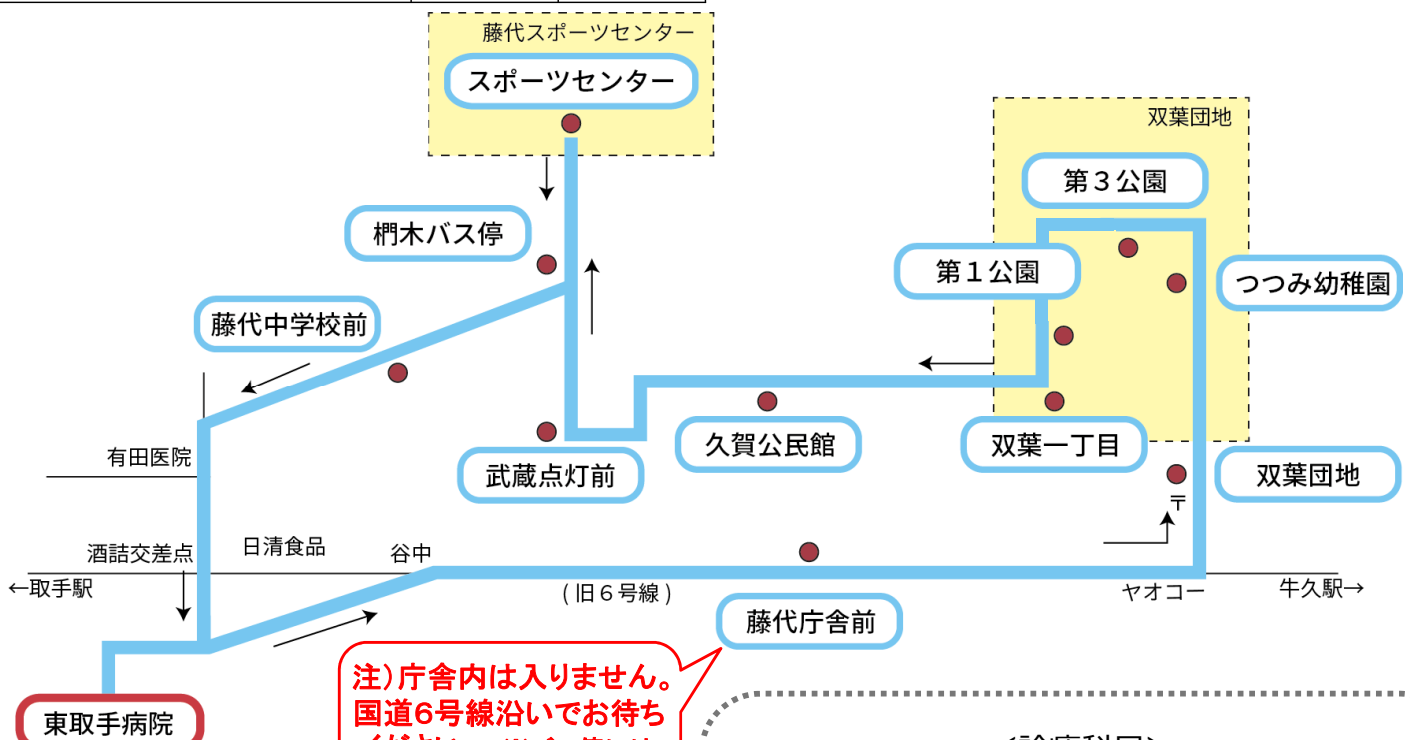 藤代スポーツセンター
スポーツセンター
双葉団地
第３公園
椚木バス停
第１公園
つつみ幼稚園
藤代中学校前
有田医院
武蔵点灯前
久賀公民館
双葉一丁目
双葉団地
〒
酒詰交差点
日清食品
谷中
←取手駅
(旧６号線)
ヤオコー
牛久駅→
藤代庁舎前
注)庁舎内は入りません。
国道6号線沿いでお待ち
東取手病院